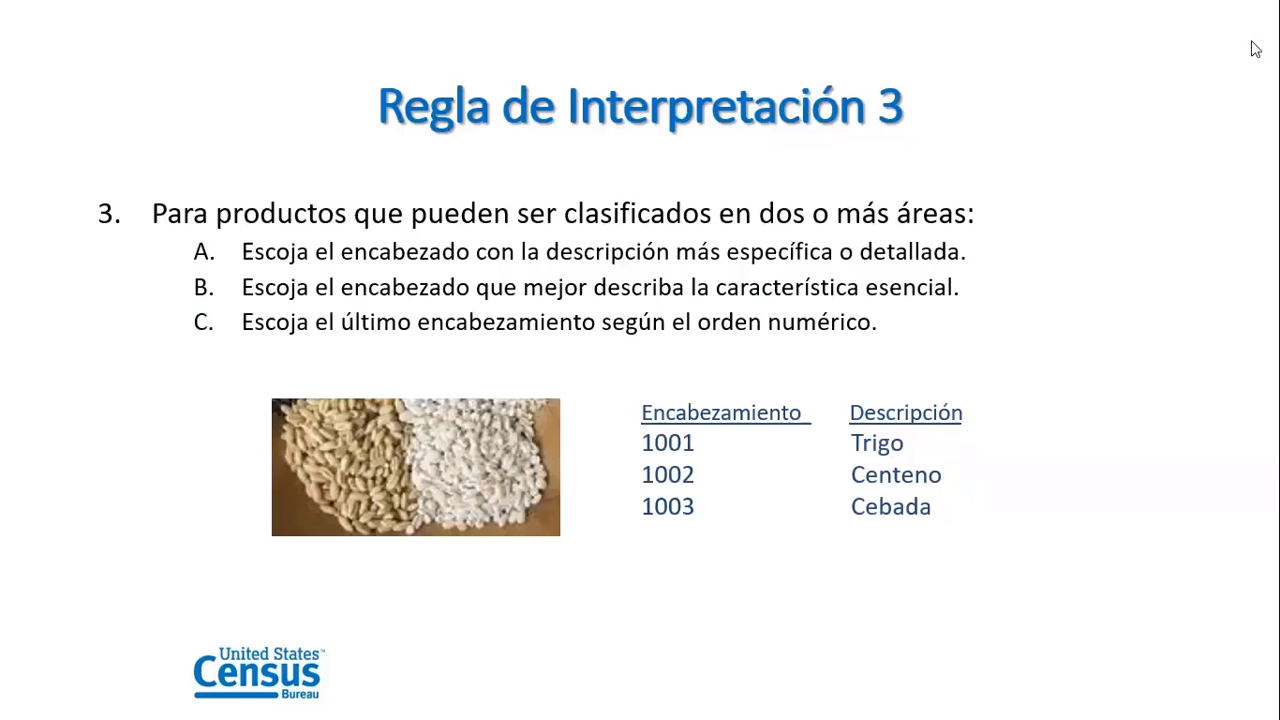 Regla de Interpretación 3
3. Para productos que pueden ser clasificados en dos o más áreas:
A. Escoja el encabezado con la descripción más específica o detallada.
B. Escoja el encabezado que mejor describa la característica esencial.
C. Escoja el último encabezamiento según el orden numérico.
Encabezamiento Descripción
1001 Trigo
1002 Centeno
1003 Cebada
United States™
Census
Bureau